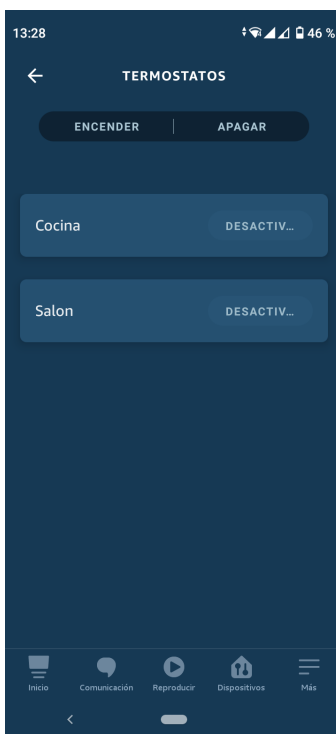 13:28
46 %
TERMOSTATOS
ENCENDER
APAGAR
Cocina
DESACTIV...
Salon
DESACTIV...
Inicio
Comunicación
Reproducir
Dispositivos
Más